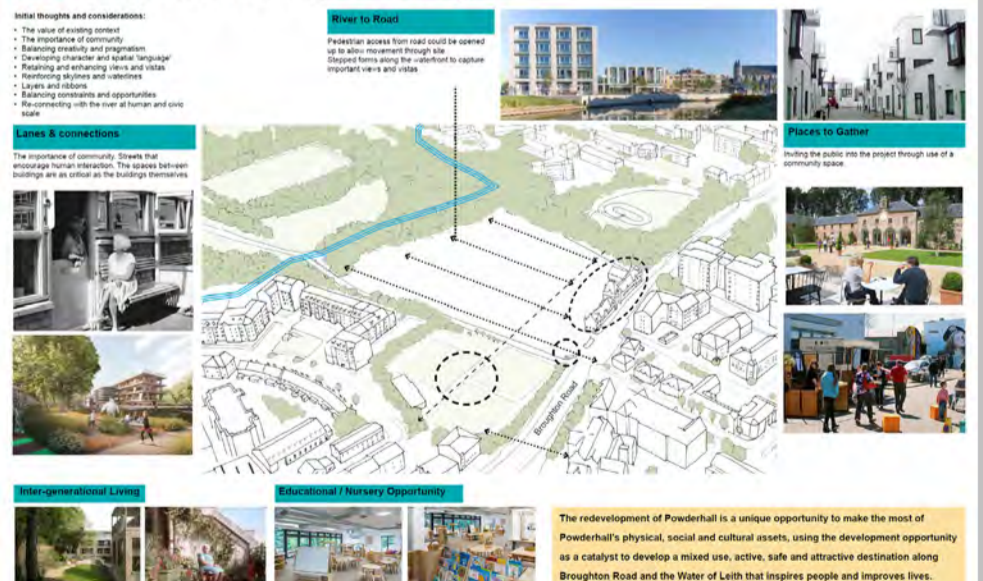 Initial thoughts and considerations:
• The value of existing context
• The importance of community
• Balancing creativity and pragmatism
• Developing character and spatial 'language'
• Retaining and enhancing views and vistas
• Reinforcing skylines and waterlines
• Layers and ribbons
• Balancing constraints and opportunities
• Re-connecting with the river at human and civic
scale
River to Road
Pedestrian access from road could be opened
up to allow movement through site
Stepped forms along the waterfront to capture
important views and vistas
Lanes & connections
The importance of community. Streets that
encourage human interaction. The spaces between
buildings are as critical as the buildings themselves
Places to Gather
Inviting the public into the project through use of a
community space.
Broughton Road
Inter-generational Living
Educational / Nursery Opportunity
The redevelopment of Powderhall is a unique opportunity to make the most of
Powderhall's physical, social and cultural assets, using the development opportunity
as a catalyst to develop a mixed use, active, safe and attractive destination along
Broughton Road and the Water of Leith that inspires people and improves lives.